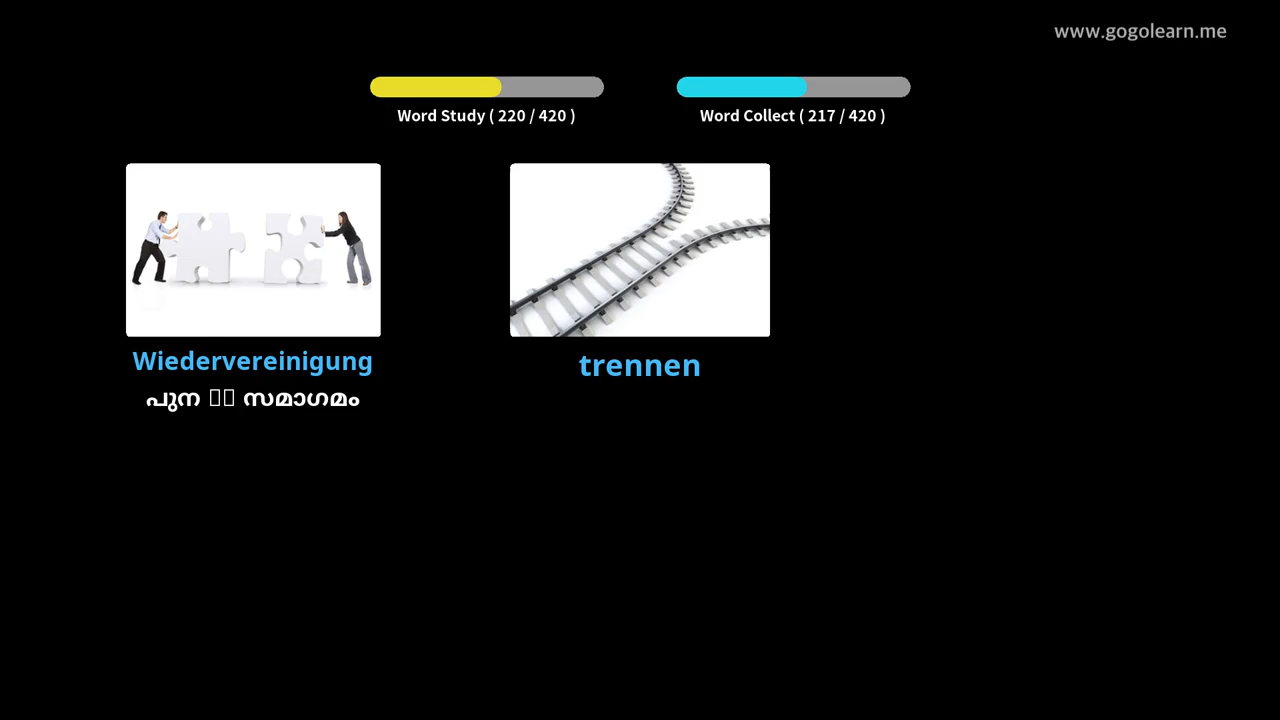 www.gogolearn.me
Word Study ( 220 / 420 )
Word Collect ( 217 / 420 )
Wiedervereinigung
trennen
പുന സമാഗമം